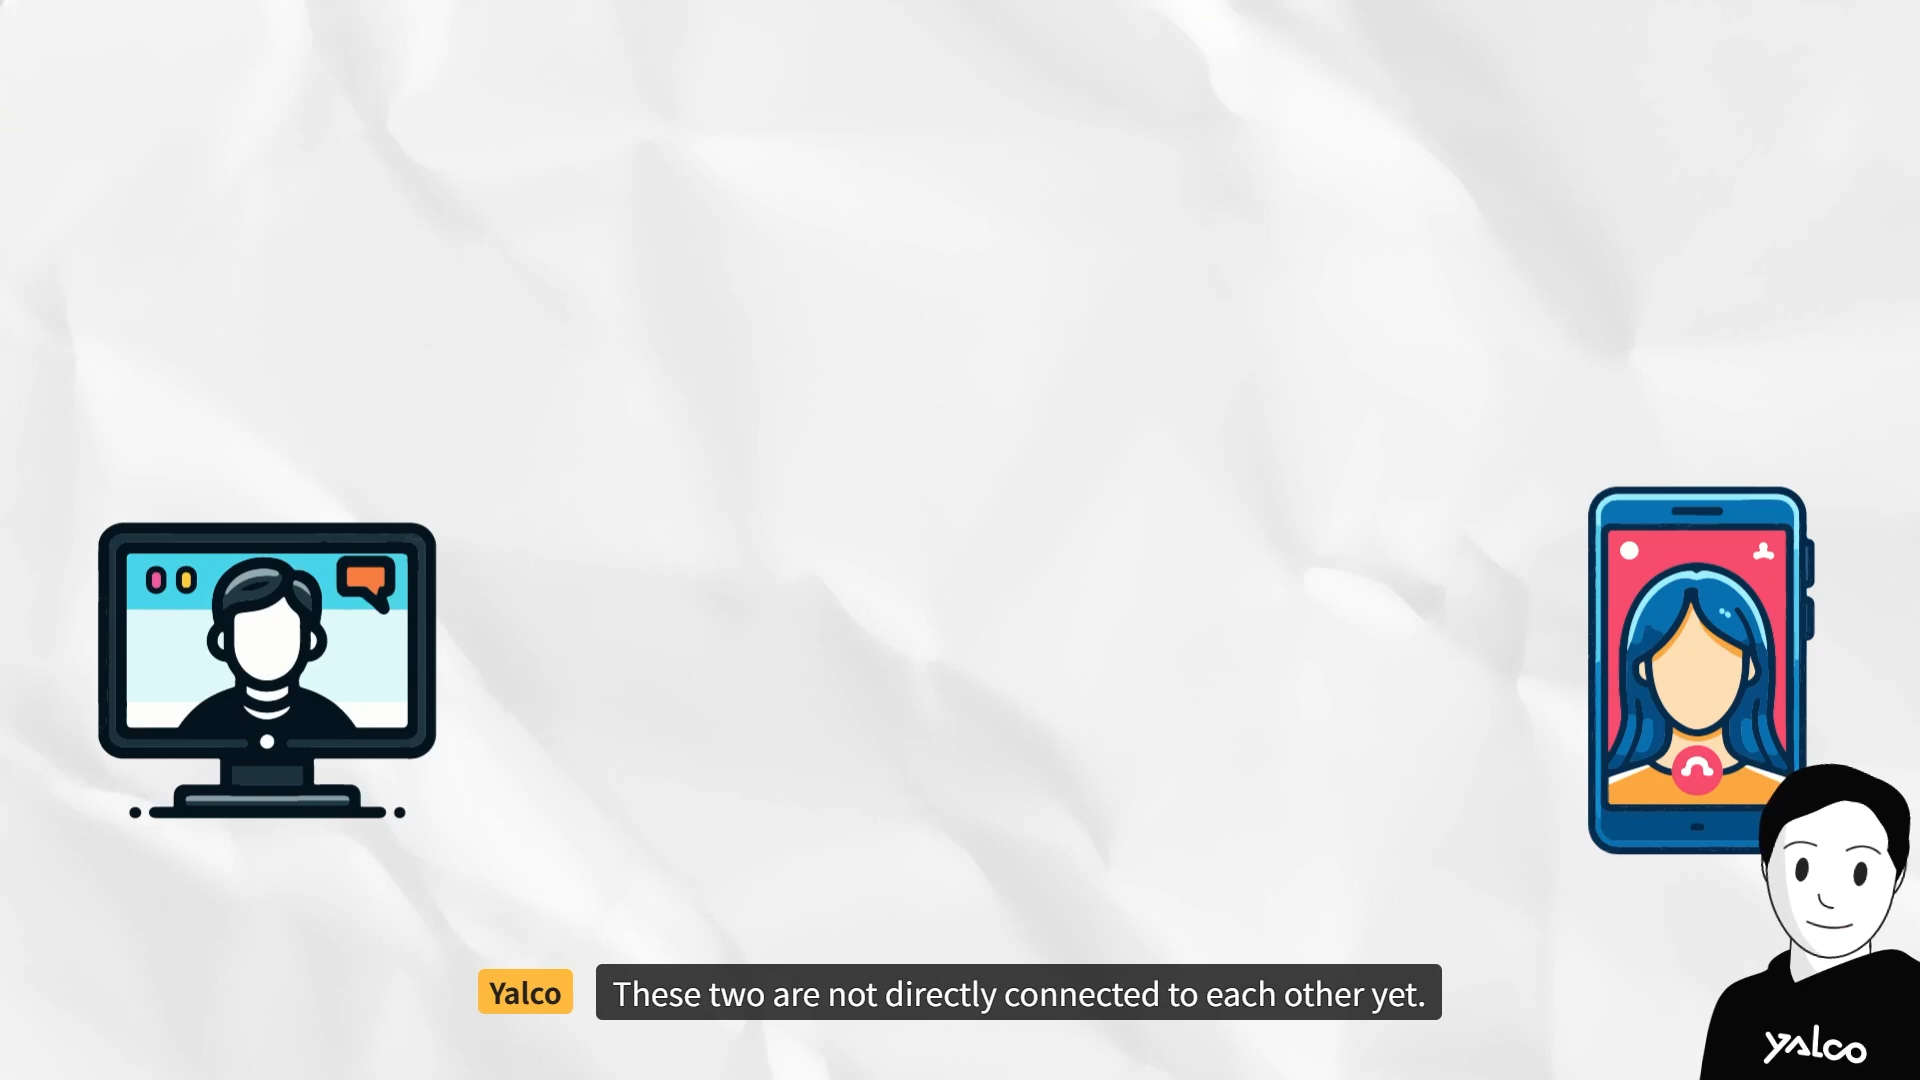 Yalco These two are not directly connected to each other yet.
yalco